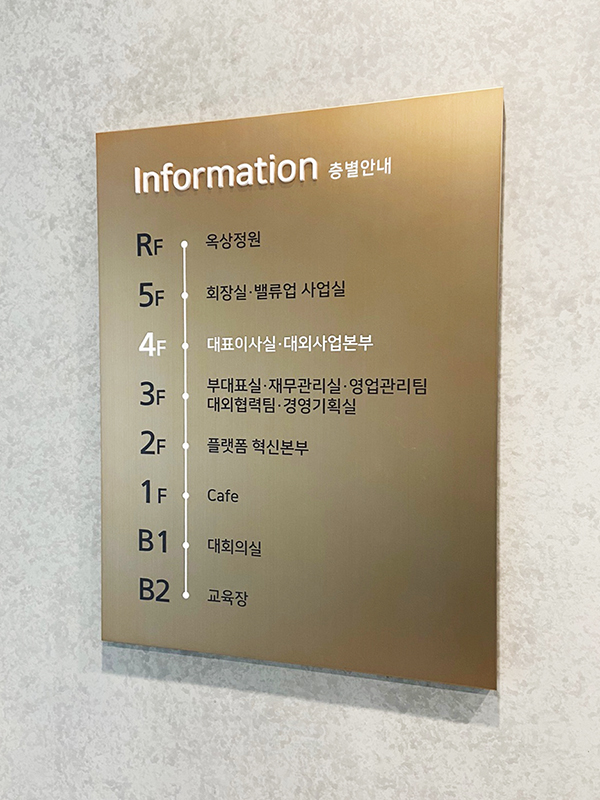 Information 층별안내
RF 옥상정원
5F 회장실·밸류업 사업실
4F 대표이사실·대외사업본부
3F 부대표실·재무관리실·영업관리팀
대외협력팀·경영기획실
2F 플랫폼 혁신본부
1F Cafe
B1 대회의실
B2 교육장